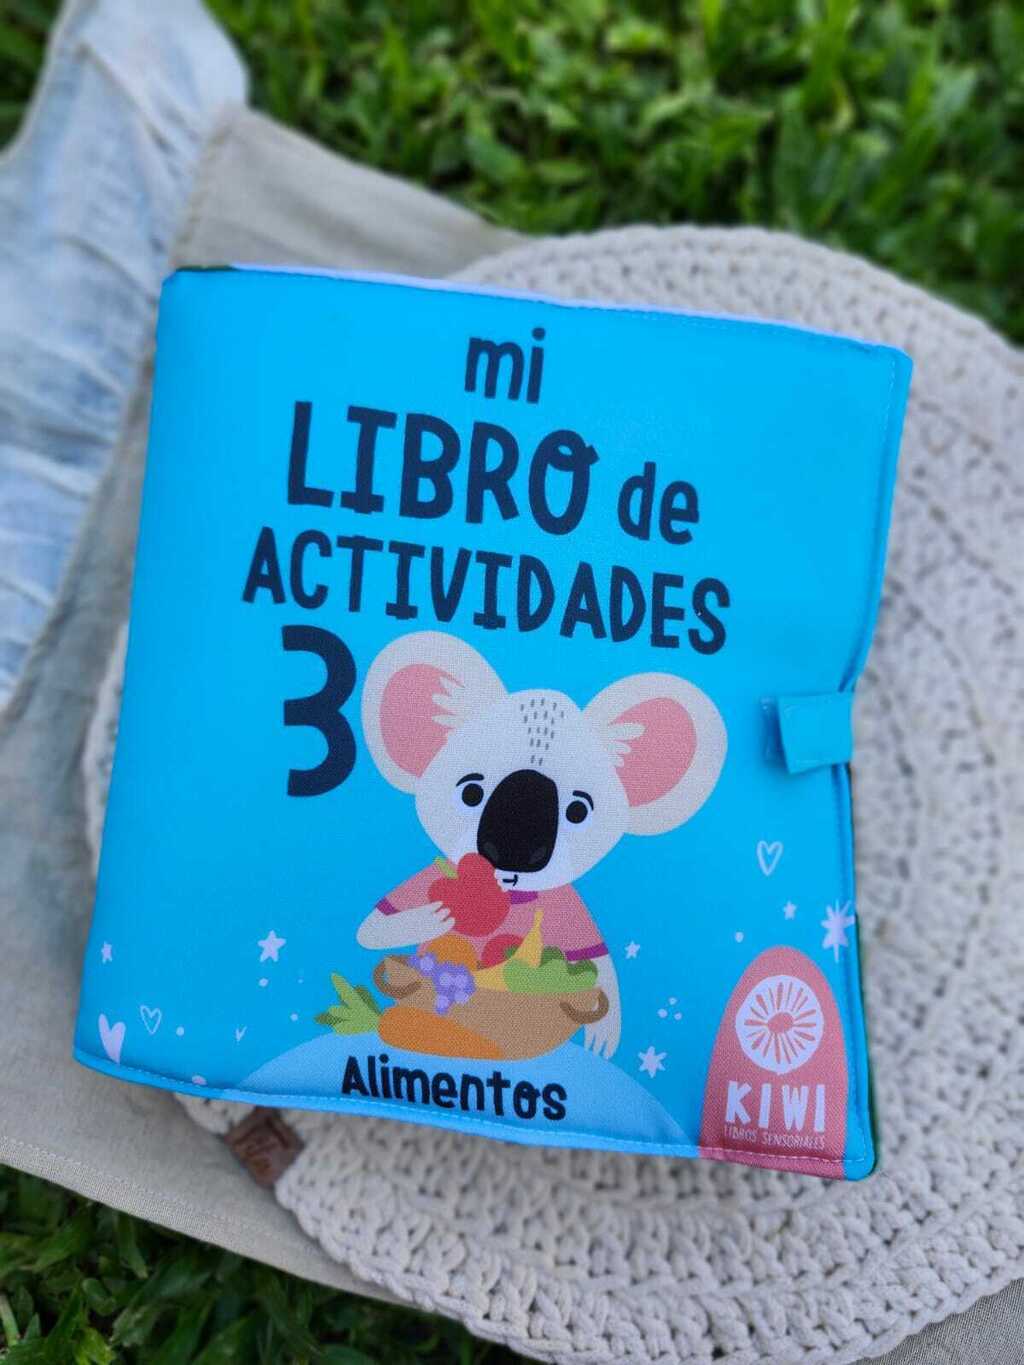 mi
LIBRO de
ACTIVIDADES
3
Alimentos
KIWI
LIBROS SENSORIALES